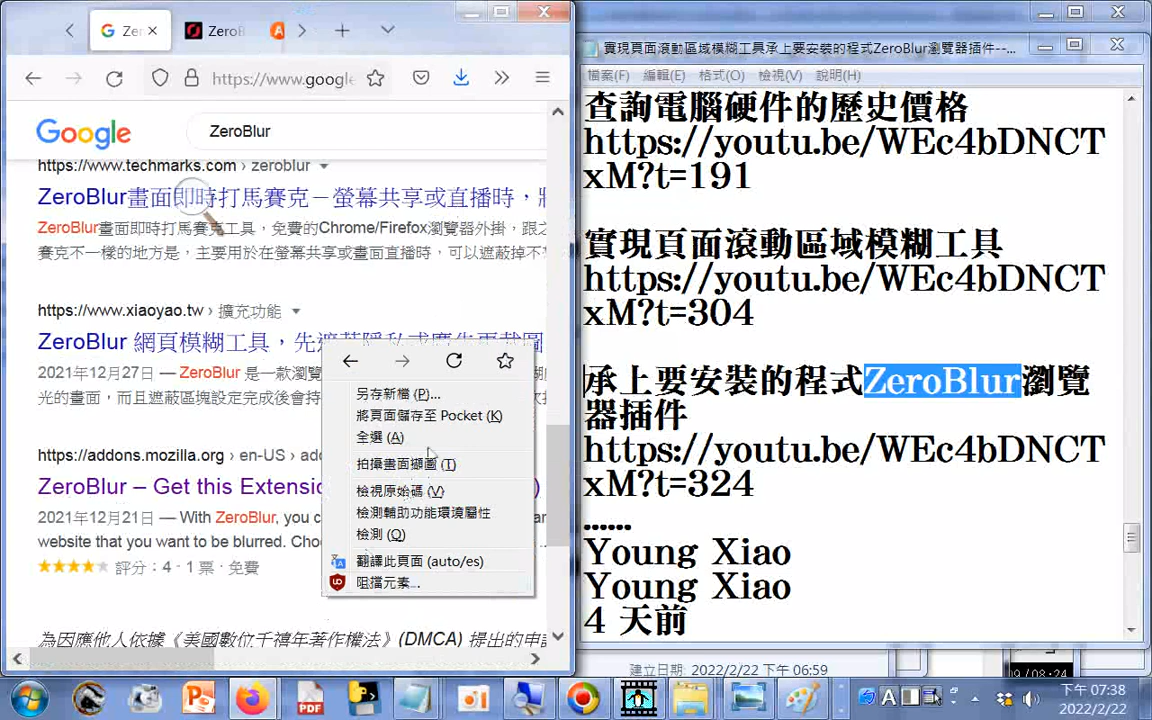 Zer
ZeroB
https://www.google
Google
ZeroBlur
https://www.techmarks.com › zeroblur
ZeroBlur畫面即時打馬賽克－螢幕共享或直播時，
ZeroBlur畫面即時打馬賽克工具，免費的Chrome/Firefox瀏覽器外掛，跟之
賽克不一樣的地方是，主要用於在螢幕共享或畫面直播時，可以遮蔽掉不
https://www.xiaoyao.tw › 擴充功能
ZeroBlur 網頁模糊工具，先遮蔽隱私或廣告再截圖
2021年12月27日 — ZeroBlur 是一款瀏
光的畫面，而且遮蔽區塊設定完成後會持
https://addons.mozilla.org › en-US › add
ZeroBlur – Get this Extensi
2021年12月21日 — With ZeroBlur, you c
website that you want to be blurred. Cho
評分：4 · 1 票 · 免費
為因應他人依據《美國數位千禧年著作權法》(DMCA) 提出的申
另存新檔 (P)...
將頁面儲存至 Pocket (K)
全選 (A)
拍攝畫面擷圖 (T)
檢視原始碼 (V)
檢測輔助功能環境屬性
檢測 (Q)
翻譯此頁面 (auto/es)
阻擋元素...
實現頁面滾動區域模糊工具承上要安裝的程式ZeroBlur瀏覽器插件--...
檔案(F) 編輯(E) 格式(O) 檢視(V) 說明(H)
查詢電腦硬件的歷史價格
https://youtu.be/WEc4bDNCT
xM?t=191
實現頁面滾動區域模糊工具
https://youtu.be/WEc4bDNCT
xM?t=304
承上要安裝的程式ZeroBlur瀏覽
器插件
https://youtu.be/WEc4bDNCT
xM?t=324
......
Young Xiao
Young Xiao
4 天前
建立日期: 2022/2/22 下午 06:59
下午 07:38
2022/2/22